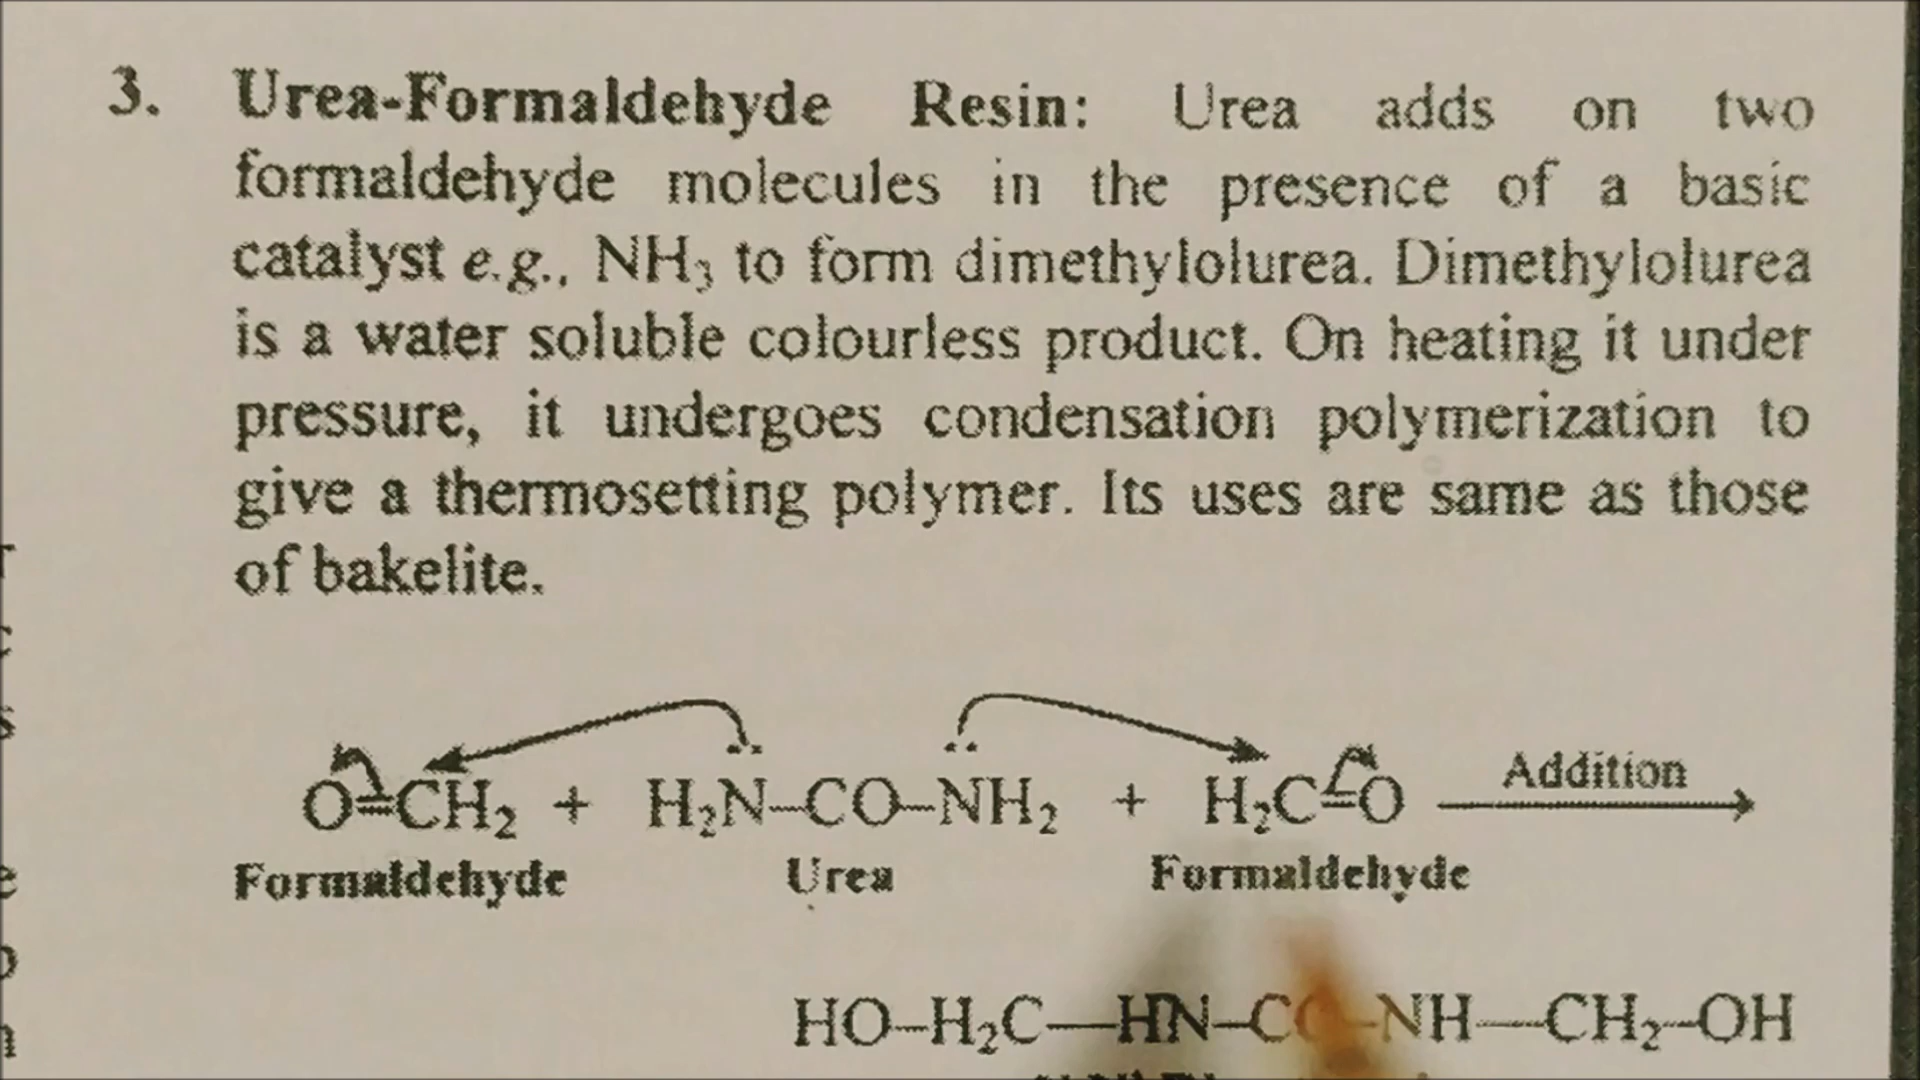 3. Urea-Formaldehyde Resin: Urea adds on two
formaldehyde molecules in the presence of a basic
catalyst e.g., NH₃ to form dimethylolurea. Dimethylolurea
is a water soluble colourless product. On heating it under
pressure, it undergoes condensation polymerization to
give a thermosetting polymer. Its uses are same as those
of bakelite.
O=CH₂ + H₂N–CO–NH₂ + H₂C=O Addition
Formaldehyde Urea Formaldehyde
HO–H₂C—HN–CO–NH—CH₂–OH